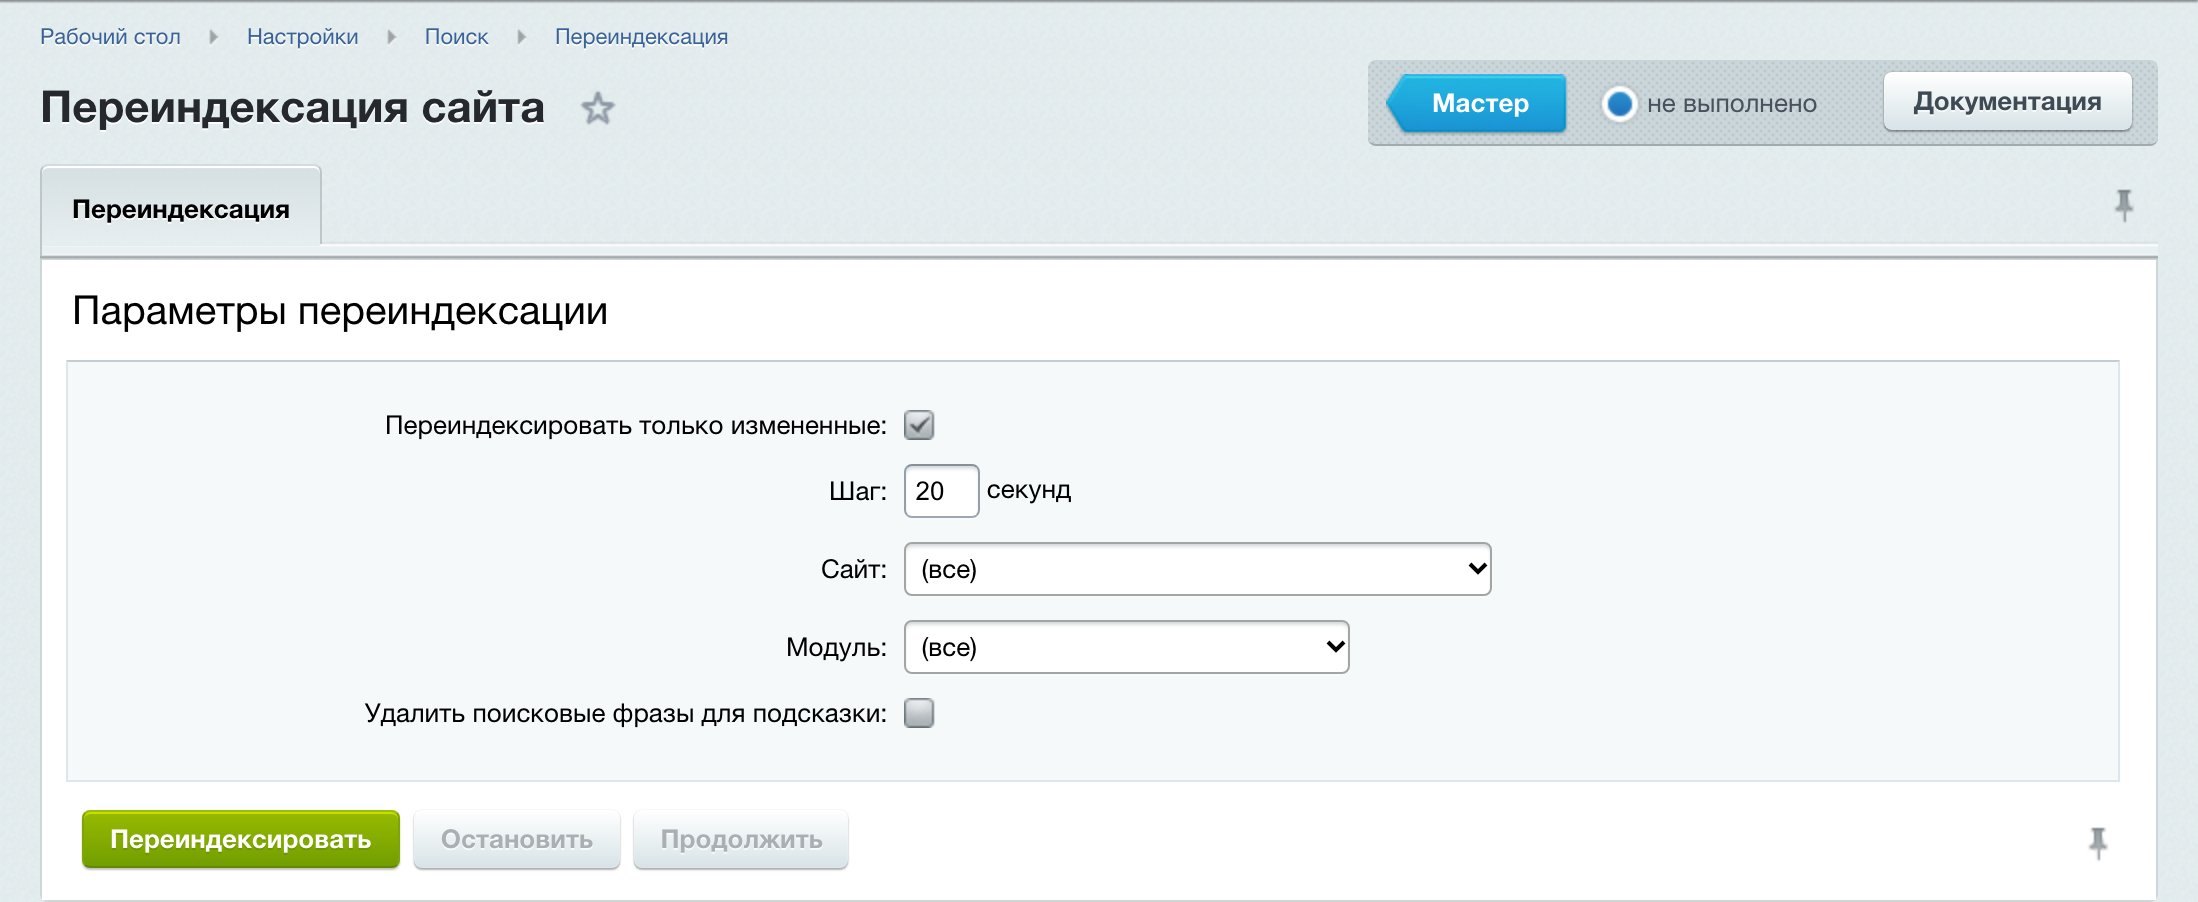 Рабочий стол Настройки Поиск Переиндексация
Переиндексация сайта
Мастер не выполнено Документация
Переиндексация
Параметры переиндексации
Переиндексировать только измененные:
Шаг: 20 секунд
Сайт: (все)
Модуль: (все)
Удалить поисковые фразы для подсказки:
Переиндексировать Остановить Продолжить